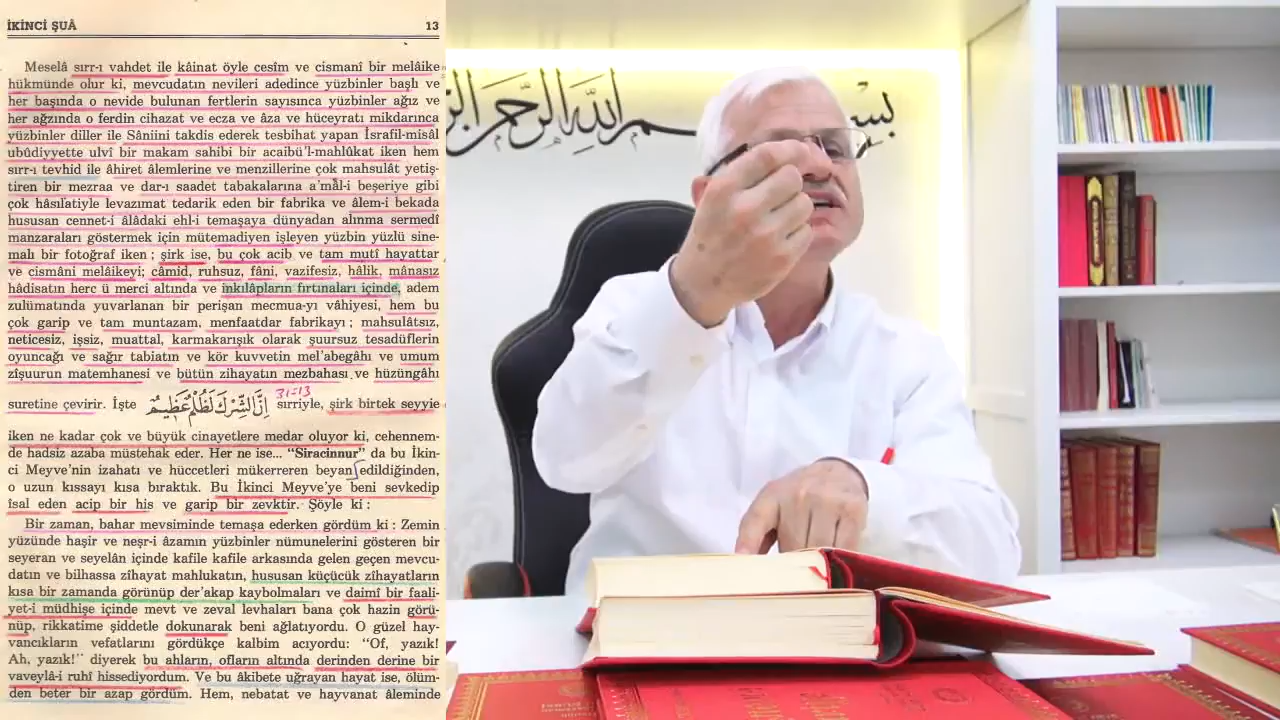 İKİNCİ ŞUÂ 13
Meselâ sırr-ı vahdet ile kâinat öyle cesîm ve cismanî bir melâike
hükmünde olur ki, mevcudatın nevileri adedince yüzbinler başlı ve
her başında o nevide bulunan fertlerin sayısınca yüzbinler ağız ve
her ağzında o ferdin cihazat ve ecza ve âza ve hüceyratı mikdarınca
yüzbinler diller ile Sâniini takdis ederek tesbihat yapan İsrafil-misâl
ubûdiyyette ulvî bir makam sahibi bir acaibü'l-mahlûkat iken hem
sırr-ı tevhid ile âhiret âlemlerine ve menzillerine çok mahsulât yetiş-
tiren bir mezraa ve dar-ı saadet tabakalarına a'mâl-i beşeriye gibi
çok hâsılatiyle levazımat tedarik eden bir fabrika ve âlem-i bekada
hususan cennet-i âlâdaki ehl-i temaşaya dünyadan alınma sermedî
manzaraları göstermek için mütemadiyen işleyen yüzbin yüzlü sine-
malı bir fotoğraf iken ; şirk ise, bu çok acib ve tam mutî hayattar
ve cismâni melâikeyi; câmid, ruhsuz, fâni, vazifesiz, hâlik, mânasız
hâdisatın herc ü merci altında ve inkılâpların fırtınaları içinde, adem
zulümatında yuvarlanan bir perişan mecmua-yı vâhiyesi, hem bu
çok garip ve tam muntazam, menfaatdar fabrikayı ; mahsulâtsız,
neticesiz, işsiz, muattal, karmakarışık olarak şuursuz tesadüflerin
oyuncağı ve sağır tabiatın ve kör kuvvetin mel'abegâhı ve umum
zîşuurun matemhanesi ve bütün zihayatın mezbahası ve hüzüngâhı
31=13
suretine çevirir. İşte اِنَّ الشِّرْكَ لَظُلْمٌ عَظِيمٌ sırriyle, şirk birtek seyyie
iken ne kadar çok ve büyük cinayetlere medar oluyor ki, cehennem-
de hadsiz azaba müstehak eder. Her ne ise... “Siracinnur” da bu İkin-
ci Meyve'nin izahatı ve hüccetleri mükerreren beyan edildiğinden,
o uzun kıssayı kısa bıraktık. Bu İkinci Meyve'ye beni sevkedip
îsal eden acip bir his ve garip bir zevktir. Şöyle ki :
Bir zaman, bahar mevsiminde temaşa ederken gördüm ki : Zemin
yüzünde haşir ve neşr-i âzamın yüzbinler nümunelerini gösteren bir
seyeran ve seyelân içinde kafile kafile arkasında gelen geçen mevcu-
datın ve bilhassa zîhayat mahlukatın, hususan küçücük zîhayatların
kısa bir zamanda görünüp der'akap kaybolmaları ve daimî bir faali-
yet-i müdhişe içinde mevt ve zeval levhaları bana çok hazin görü-
nüp, rikkatime şiddetle dokunarak beni ağlatıyordu. O güzel hay-
vancıkların vefatlarını gördükçe kalbim acıyordu: “Of, yazık!
Ah, yazık!” diyerek bu ahların, ofların altında derinden derine bir
vaveylâ-i ruhî hissediyordum. Ve bu âkibete uğrayan hayat ise, ölüm-
den beter bir azap gördüm. Hem, nebatat ve hayvanat âleminde
بسم الله الرحمن